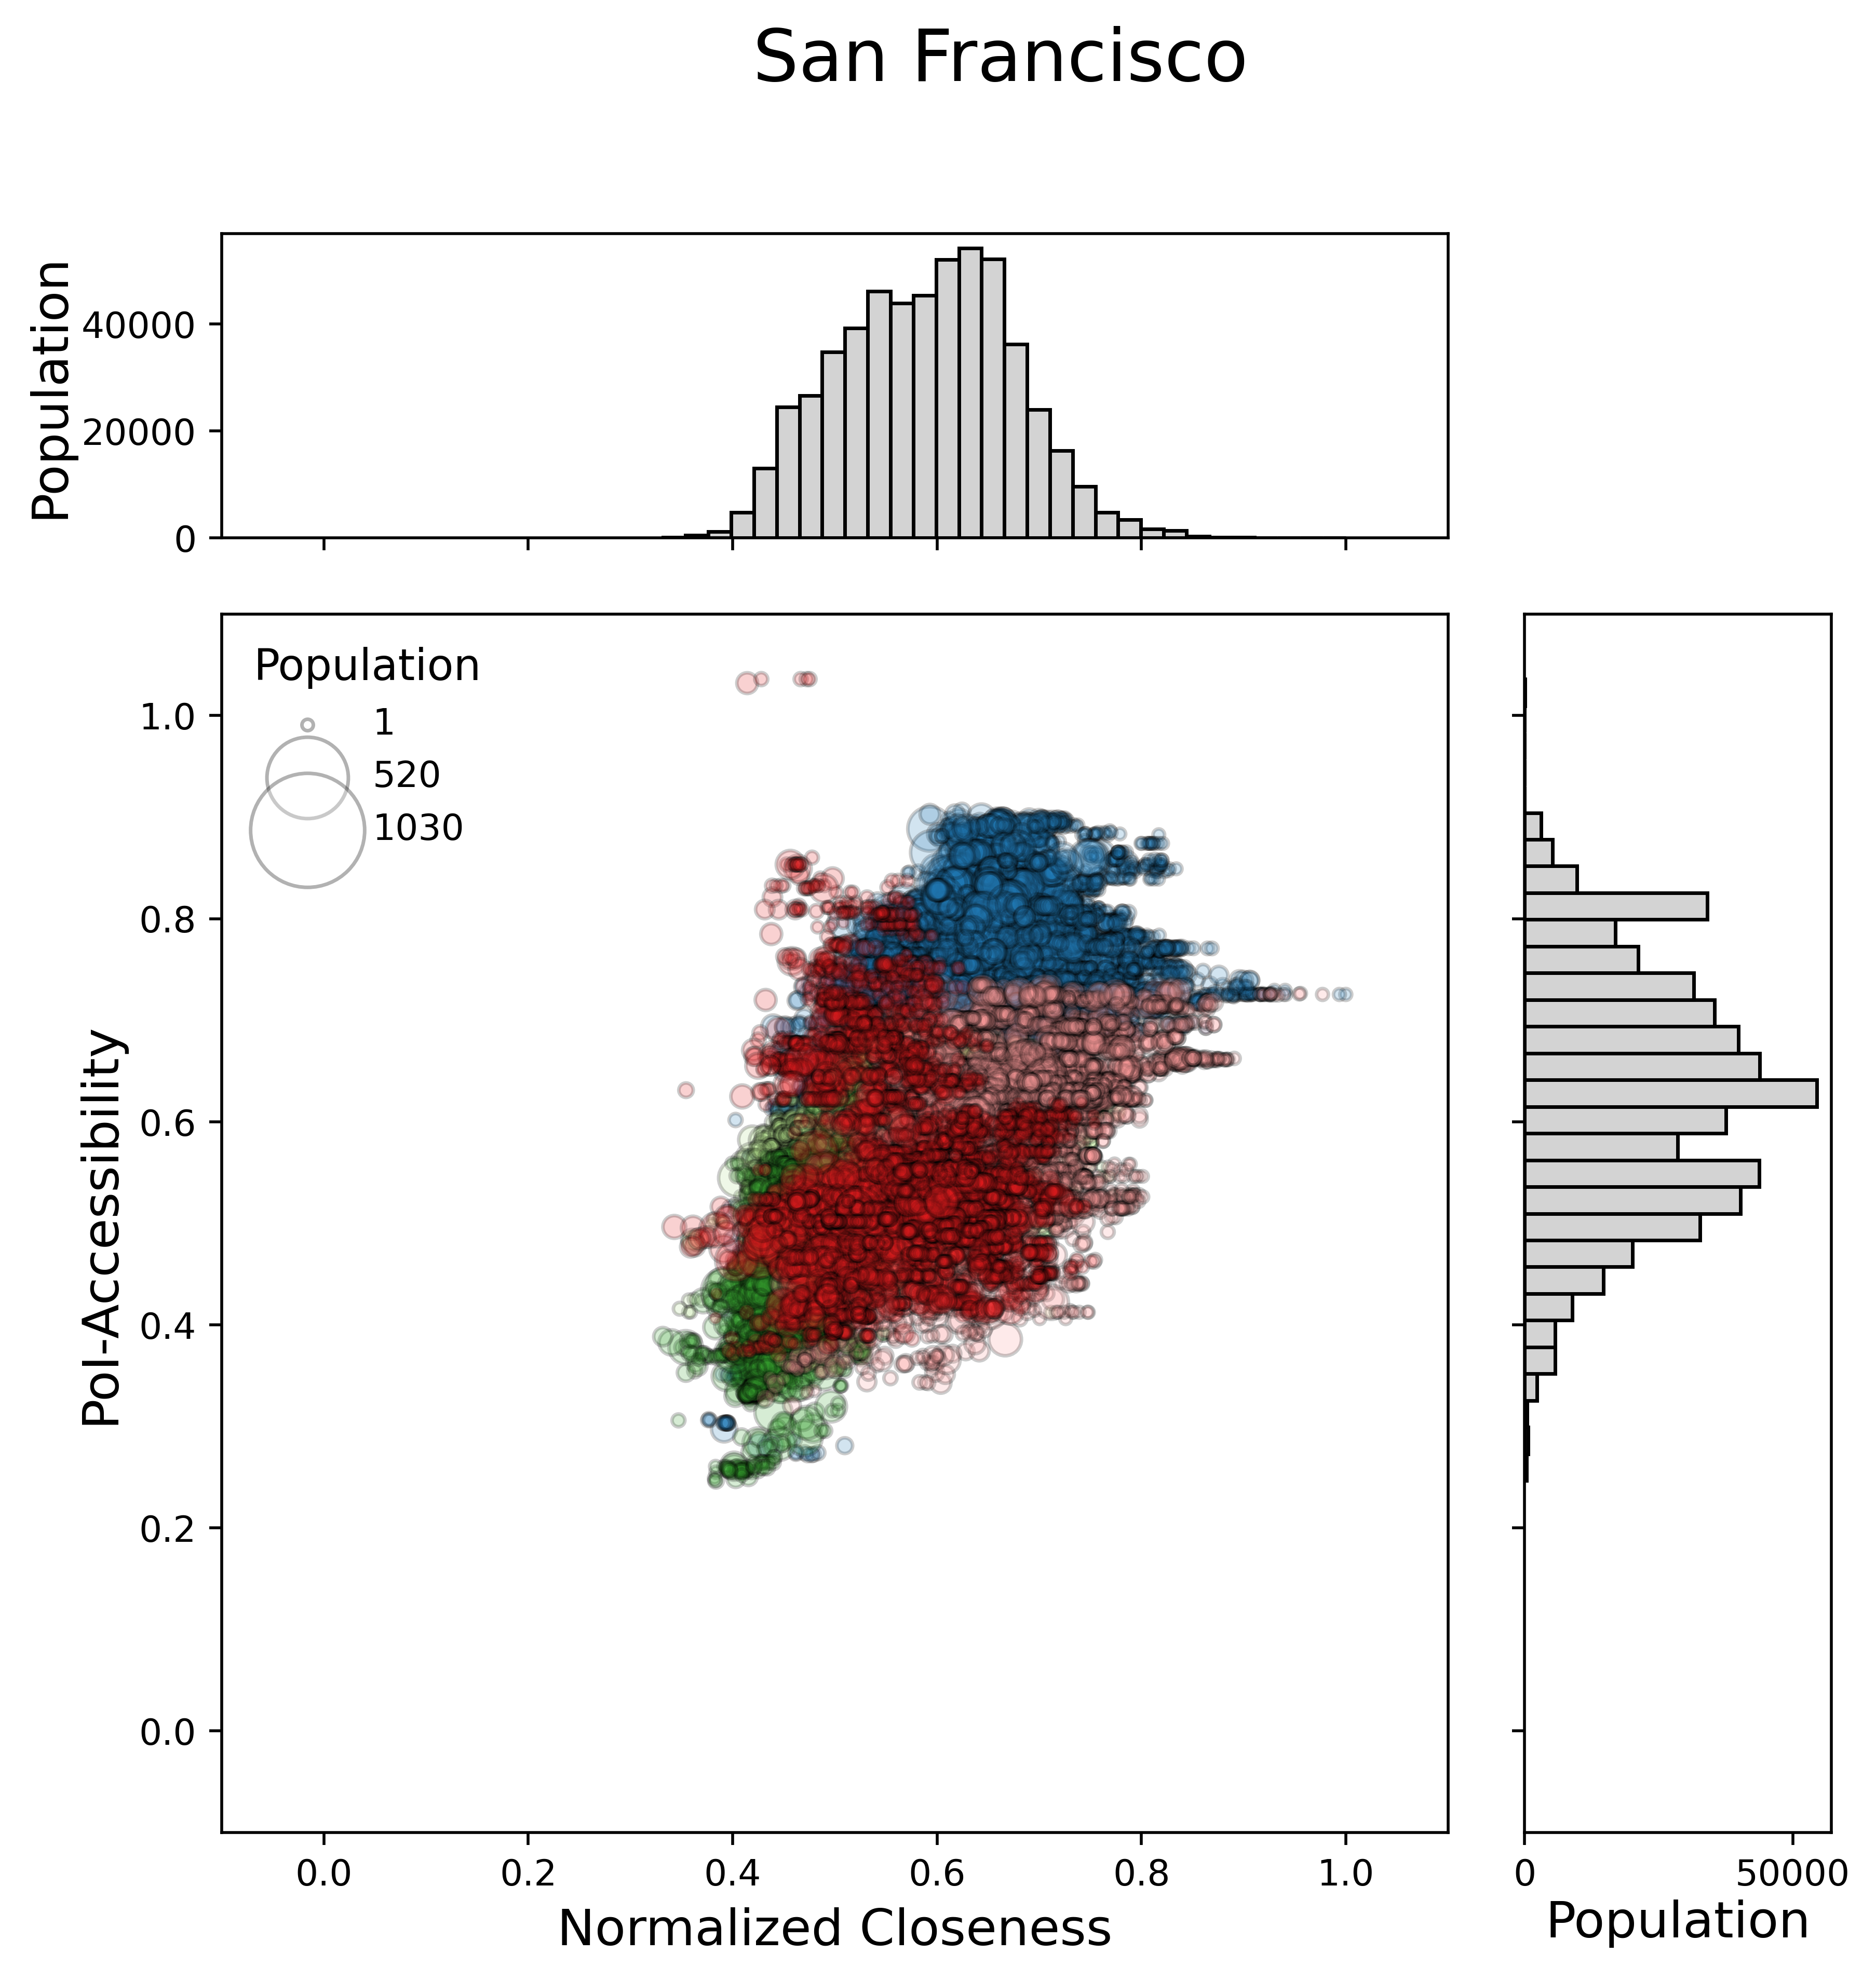 San Francisco
Population
40000
20000
0
Population
1
520
1030
PoI-Accessibility
1.0
0.8
0.6
0.4
0.2
0.0
0.0 0.2 0.4 0.6 0.8 1.0
Normalized Closeness
0 50000
Population